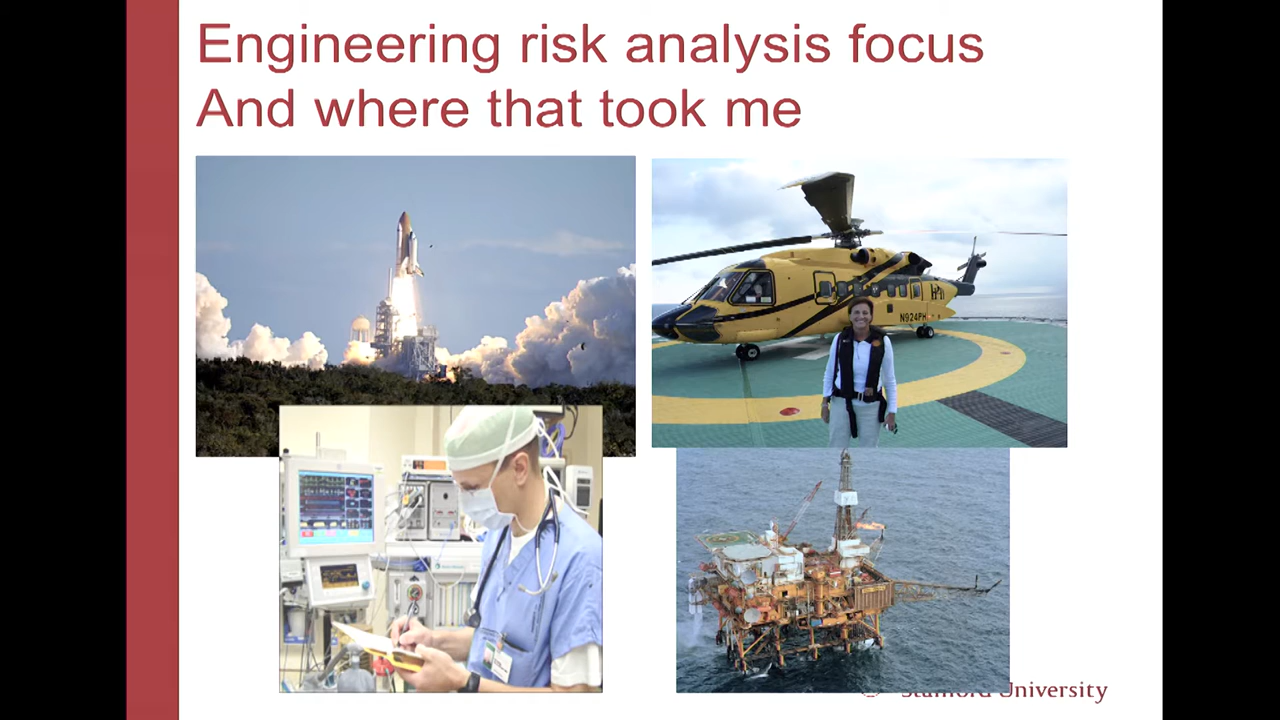 Engineering risk analysis focus
And where that took me
N924PH
Stanford University